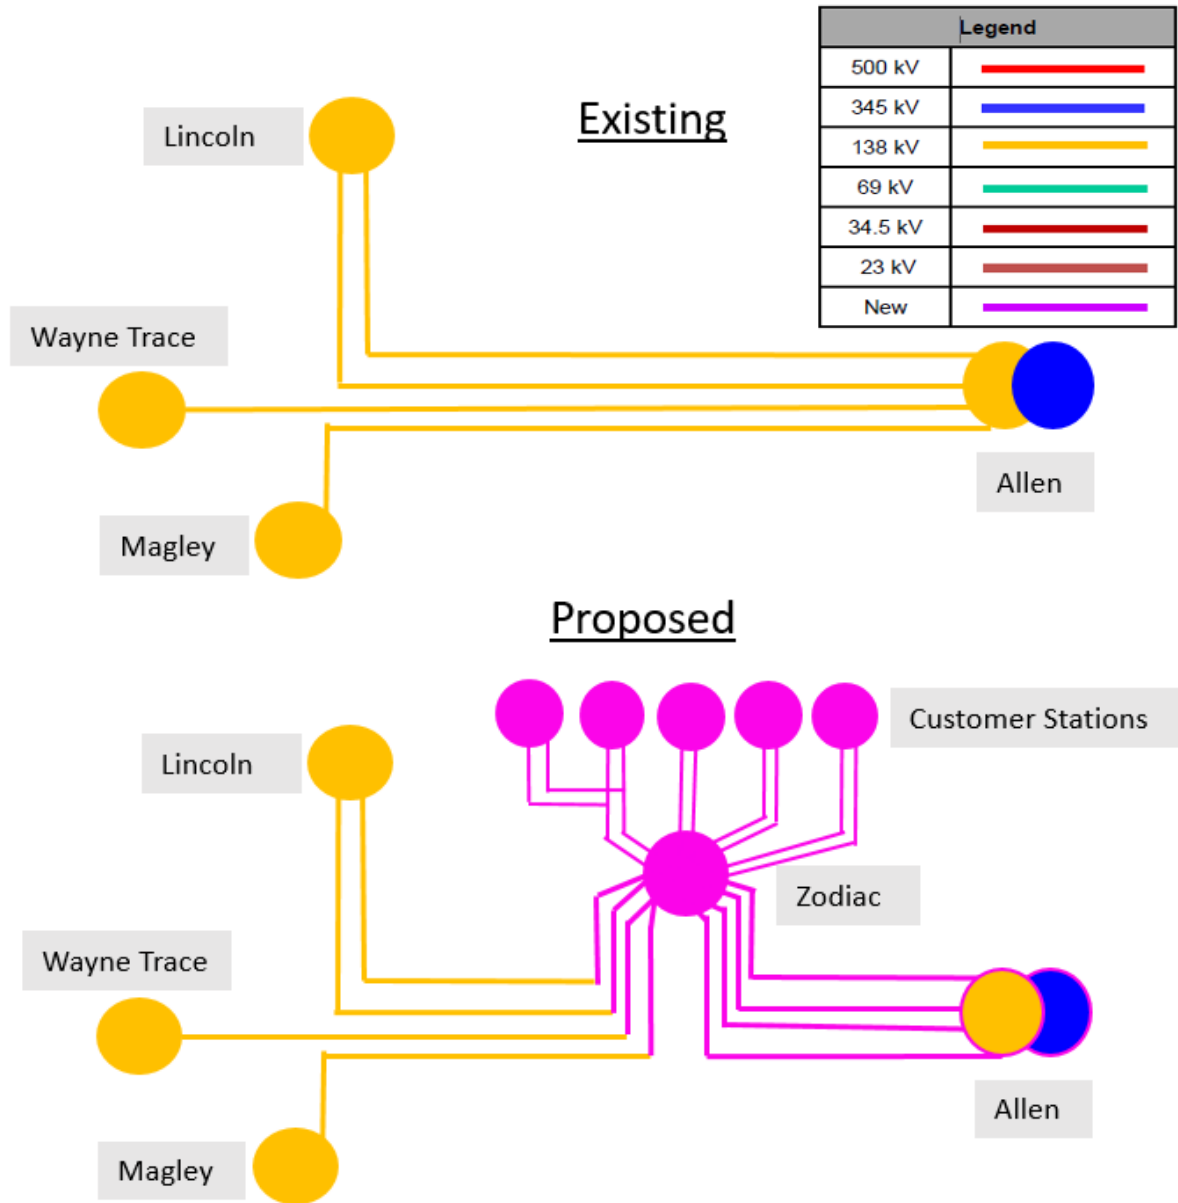 Legend
500 kV
345 kV
138 kV
69 kV
34.5 kV
23 kV
New
Existing
Lincoln
Wayne Trace
Allen
Magley
Proposed
Customer Stations
Lincoln
Zodiac
Wayne Trace
Allen
Magley